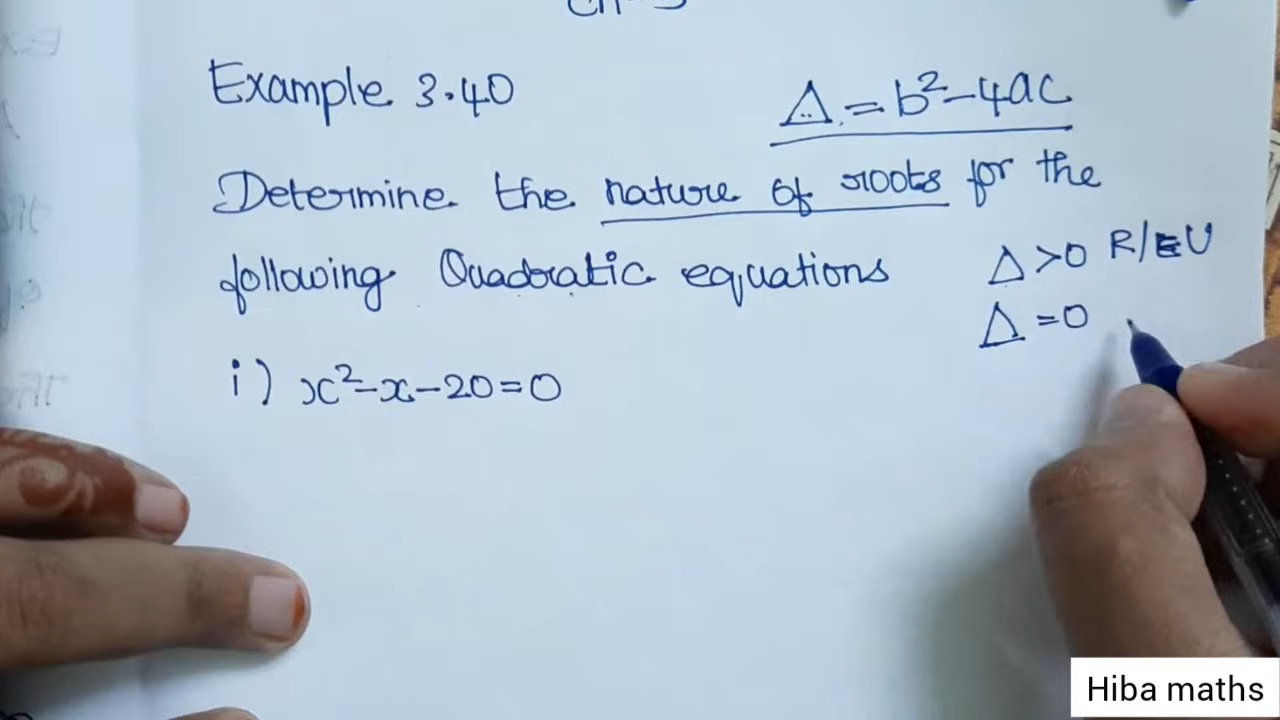 Example 3.40
Δ = b²-4ac
Determine the nature of roots for the
following Quadratic equations
Δ>0 R/U
Δ=0
i) x²-x-20=0
Hiba maths